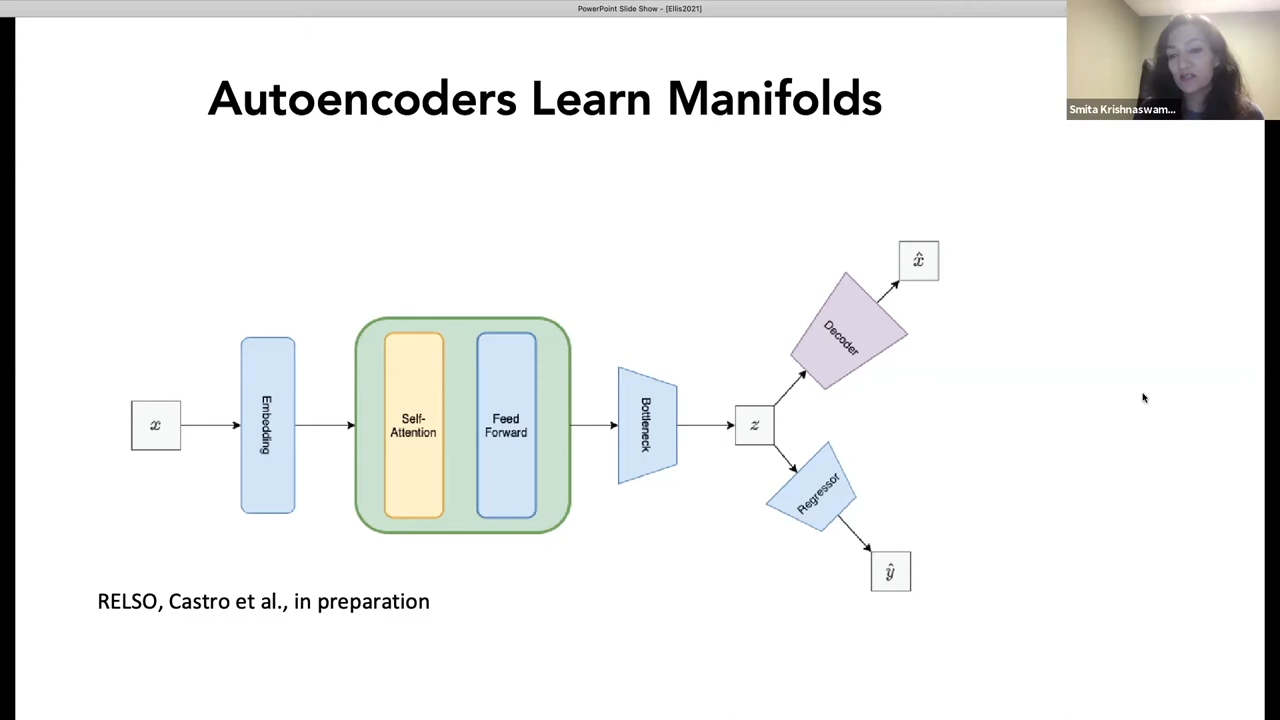 PowerPoint Slide Show - [Ellis2021]
Smita Krishnaswam...
Autoencoders Learn Manifolds
x
Embedding
Self-
Attention
Feed
Forward
Bottleneck
z
Decoder
x̂
Regressor
ŷ
RELSO, Castro et al., in preparation